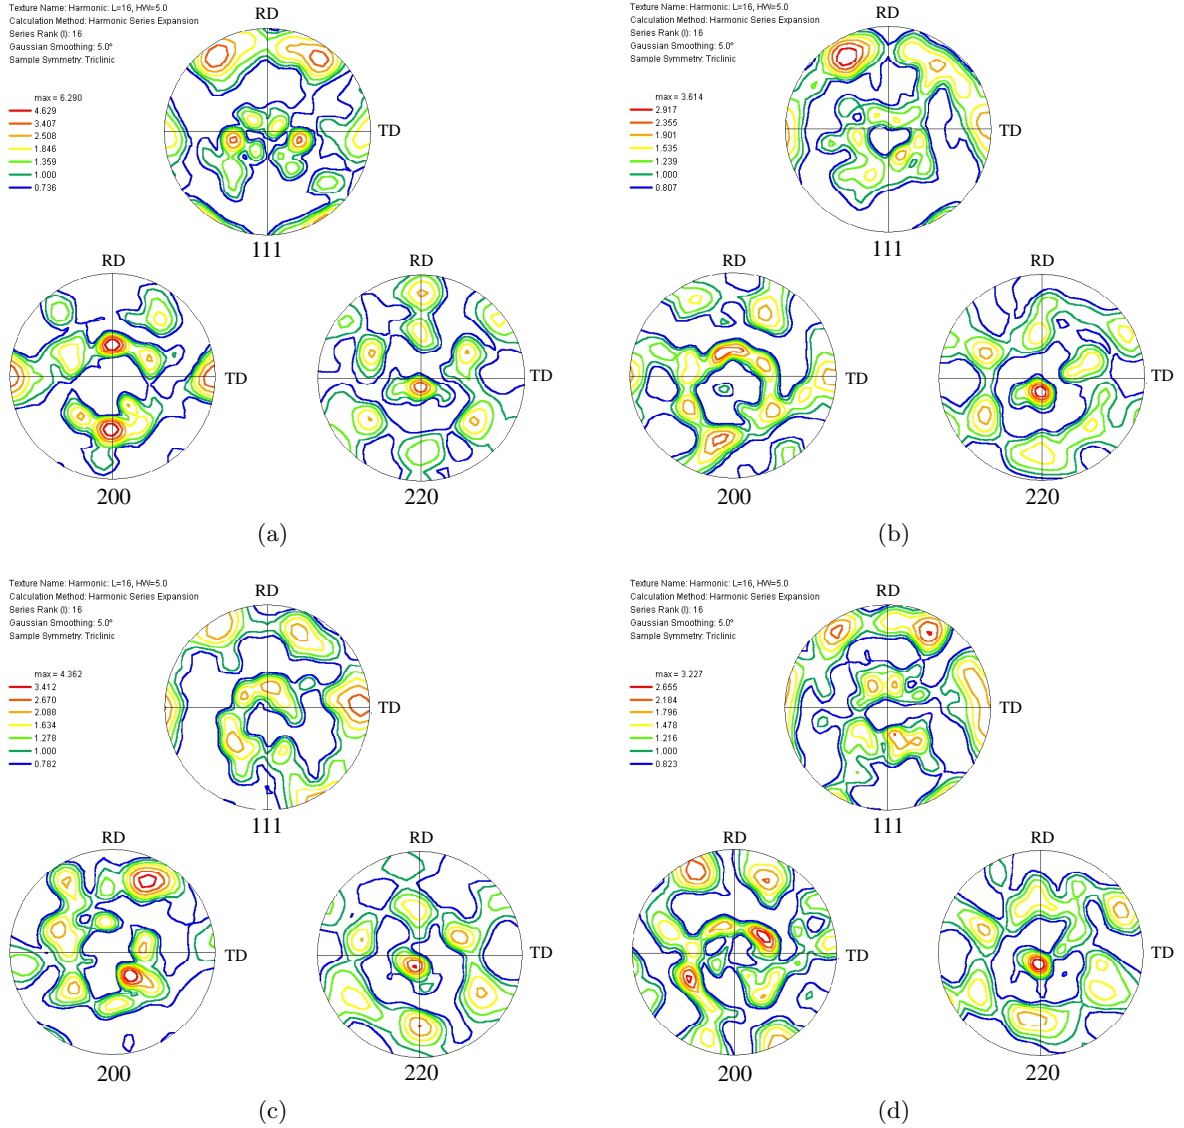 Texture Name: Harmonic: L=16, HW=5.0
Calculation Method: Harmonic Series Expansion
Series Rank (l): 16
Gaussian Smoothing: 5.0°
Sample Symmetry: Triclinic
max = 6.290
4.629
3.407
2.508
1.846
1.359
1.000
0.736
RD
TD
111
RD
TD
200
RD
TD
220
(a)
Texture Name: Harmonic: L=16, HW=5.0
Calculation Method: Harmonic Series Expansion
Series Rank (l): 16
Gaussian Smoothing: 5.0°
Sample Symmetry: Triclinic
max = 3.614
2.917
2.355
1.901
1.535
1.239
1.000
0.807
RD
TD
111
RD
TD
200
RD
TD
220
(b)
Texture Name: Harmonic: L=16, HW=5.0
Calculation Method: Harmonic Series Expansion
Series Rank (l): 16
Gaussian Smoothing: 5.0°
Sample Symmetry: Triclinic
max = 4.362
3.412
2.670
2.088
1.634
1.278
1.000
0.782
RD
TD
111
RD
TD
200
RD
TD
220
(c)
Texture Name: Harmonic: L=16, HW=5.0
Calculation Method: Harmonic Series Expansion
Series Rank (l): 16
Gaussian Smoothing: 5.0°
Sample Symmetry: Triclinic
max = 3.227
2.655
2.184
1.796
1.478
1.216
1.000
0.823
RD
TD
111
RD
TD
200
RD
TD
220
(d)